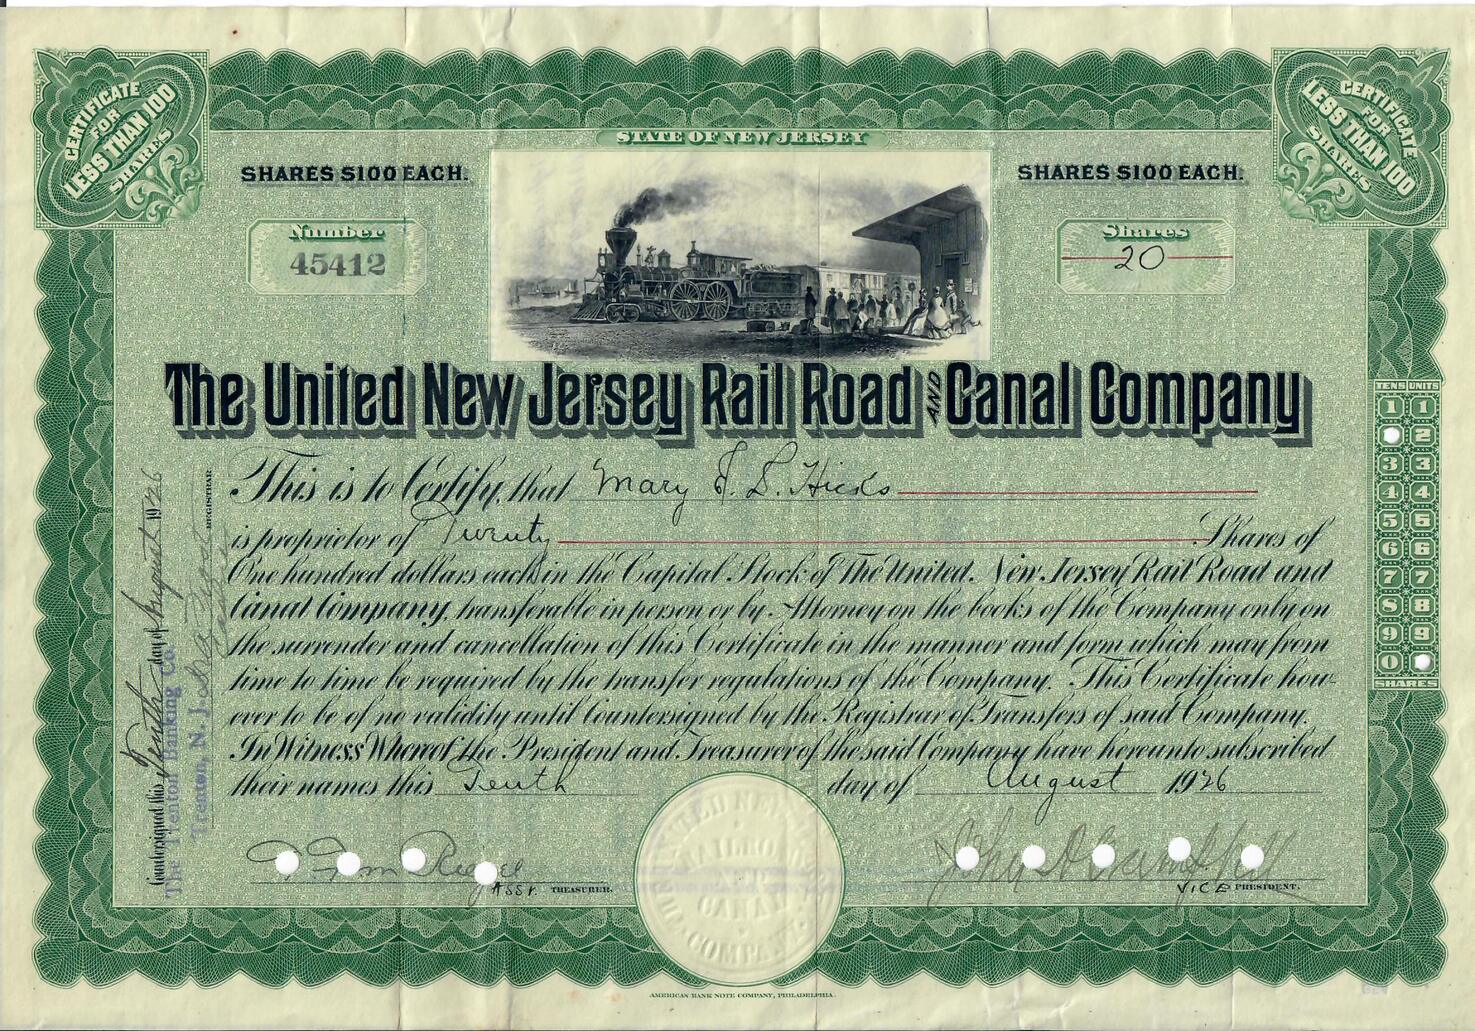 CERTIFICATE FOR LESS THAN 100 SHARES
CERTIFICATE FOR LESS THAN 100 SHARES
STATE OF NEW JERSEY
SHARES $100 EACH.
SHARES $100 EACH.
Number
45412
Shares
20
The United New Jersey Rail Road AND Canal Company
This is to Certify, that Mary F. L. Hicks
is proprietor of Twenty Shares of
One hundred dollars each in the Capital Stock of The United New Jersey Rail Road and
Canal Company, transferable in person or by Attorney on the books of the Company only on
the surrender and cancellation of this Certificate in the manner and form which may from
time to time be required by the transfer regulations of the Company. This Certificate how-
ever to be of no validity until Countersigned by the Registrar of Transfers of said Company.
In Witness Whereof the President and Treasurer of the said Company have hereunto subscribed
their names this Tenth day of August 1926
Asst. TREASURER.
VICE PRESIDENT.
Countersigned this Tenth day of August 1926
The Trenton Banking Co.
Trenton, N. J.
REGISTRAR
TENS UNITS
1 1
2
3 3
4 4
5 5
6 6
7 7
8 8
9 9
0
SHARES
UNITED NEW JERSEY
RAILROAD
AND
CANAL
COMPANY
AMERICAN BANK NOTE COMPANY, PHILADELPHIA.